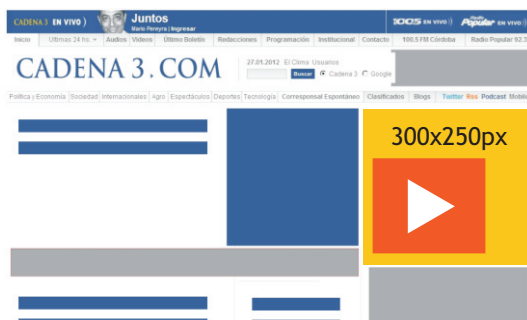 CADENA 3 EN VIVO ) Juntos
Mario Pereyra | Ingresar
100.5 EN VIVO )) Radio Popular EN VIVO ))
Inicio Ultimas 24 hs. Audios Videos Último Boletín Redacciones Programación Institucional Contacto 100.5 FM Córdoba Radio Popular 92.3
CADENA 3.COM
27.01.2012 El Clima Usuarios
Buscar Cadena 3 Google
Política y Economía Sociedad Internacionales Agro Espectáculos Deportes Tecnología Corresponsal Espontáneo Clasificados Blogs Twitter Rss Podcast Mobile
300x250px